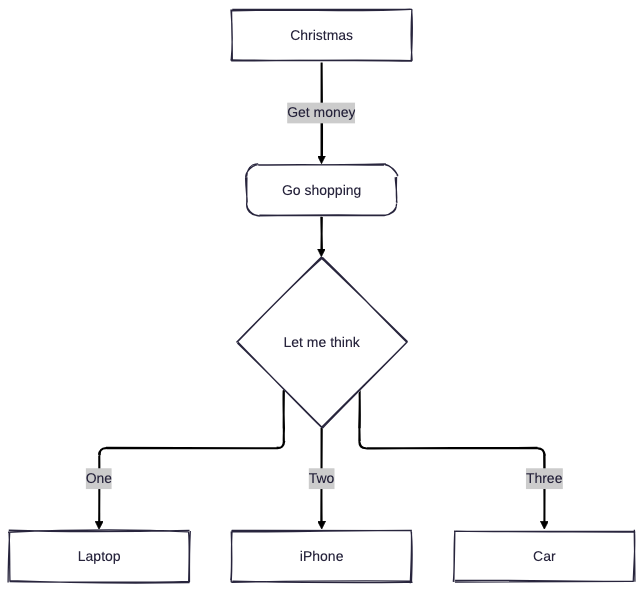 Christmas
Get money
Go shopping
Let me think
One
Two
Three
Laptop
iPhone
Car